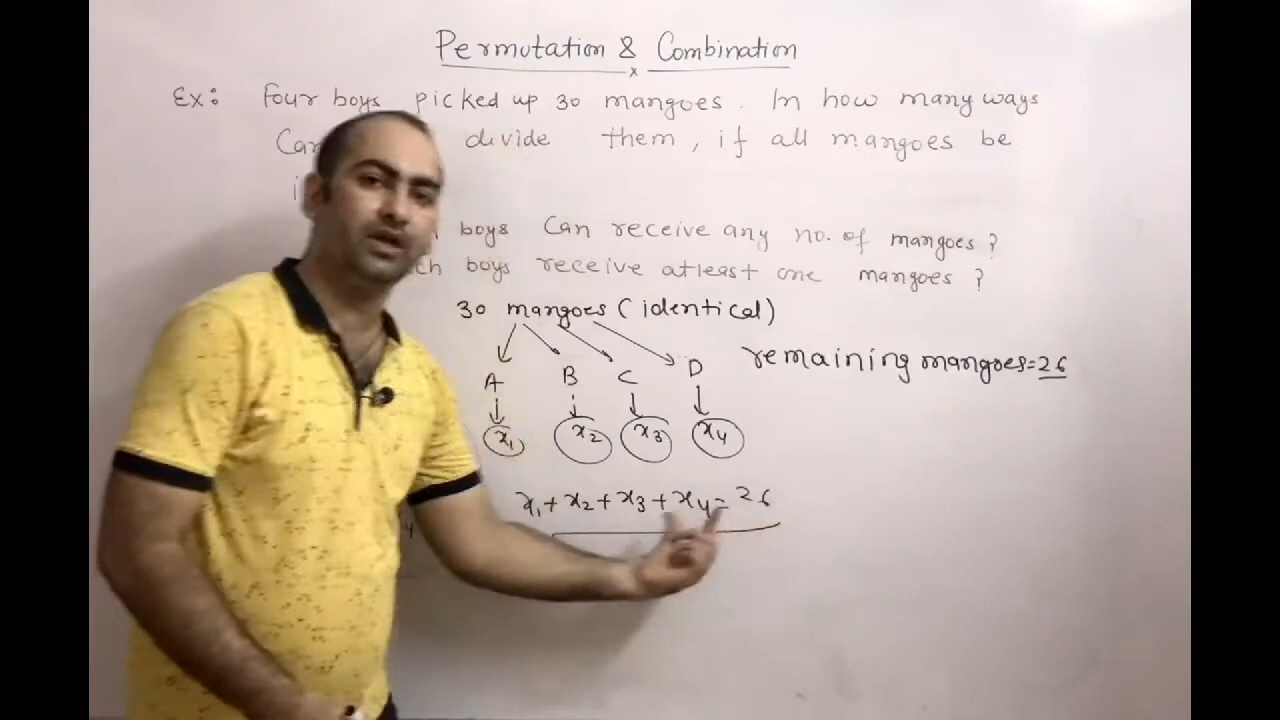 Permutation & Combination
x
Ex: Four boys picked up 30 mangoes. In how many ways
Can divide them, if all mangoes be
boys Can receive any no. of mangoes?
boys receive atleast one mangoes?
30 mangoes (identical)
remaining mangoes=26
A B C D
x1 x2 x3 x4
x1+x2+x3+x4=26